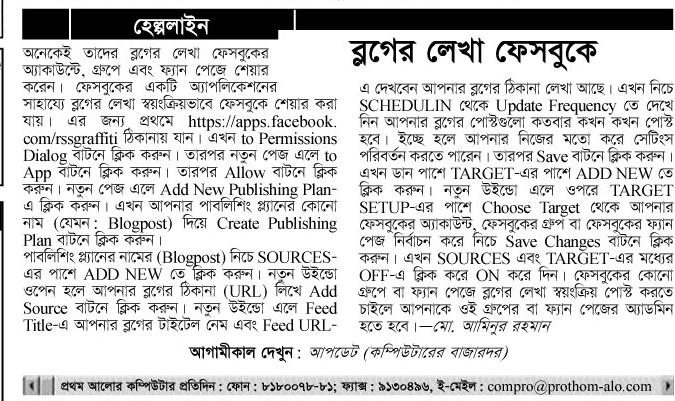 হেল্পলাইন
ব্লগের লেখা ফেসবুকে
অনেকেই তাদের ব্লগের লেখা ফেসবুকের
অ্যাকাউন্টে, গ্রুপে এবং ফ্যান পেজে শেয়ার
করেন। ফেসবুকের একটি অ্যাপলিকেশনের
সাহায্যে ব্লগের লেখা স্বয়ংক্রিয়ভাবে ফেসবুকে শেয়ার করা
যায়। এর জন্য প্রথমে https://apps.facebook.
com/rssgraffiti ঠিকানায় যান। এখন to Permissions
Dialog বাটনে ক্লিক করুন। তারপর নতুন পেজ এলে to
App বাটনে ক্লিক করুন। তারপর Allow বাটনে ক্লিক
করুন। নতুন পেজ এলে Add New Publishing Plan-
এ ক্লিক করুন। এখন আপনার পাবলিশিং প্ল্যানের কোনো
নাম (যেমন : Blogpost) দিয়ে Create Publishing
Plan বাটনে ক্লিক করুন।
পাবলিশিং প্ল্যানের নামের (Blogpost) নিচে SOURCES-
এর পাশে ADD NEW তে ক্লিক করুন। নতুন উইন্ডো
ওপেন হলে আপনার ব্লগের ঠিকানা (URL) লিখে Add
Source বাটনে ক্লিক করুন। নতুন উইন্ডো এলে Feed
Title-এ আপনার ব্লগের টাইটেল নেম এবং Feed URL-
এ দেখবেন আপনার ব্লগের ঠিকানা লেখা আছে। এখন নিচে
SCHEDULIN থেকে Update Frequency তে দেখে
নিন আপনার ব্লগের পোস্টগুলো কতবার কখন কখন পোস্ট
হবে। ইচ্ছে হলে আপনার নিজের মতো করে সেটিংস
পরিবর্তন করতে পারেন। তারপর Save বাটনে ক্লিক করুন।
এখন ডান পাশে TARGET-এর পাশে ADD NEW তে
ক্লিক করুন। নতুন উইন্ডো এলে ওপরে TARGET
SETUP-এর পাশে Choose Target থেকে আপনার
ফেসবুকের অ্যাকাউন্ট, ফেসবুকের গ্রুপ বা ফেসবুকের ফ্যান
পেজ নির্বাচন করে নিচে Save Changes বাটনে ক্লিক
করুন। এখন SOURCES এবং TARGET-এর মধ্যের
OFF-এ ক্লিক করে ON করে দিন। ফেসবুকের কোনো
গ্রুপে বা ফ্যান পেজে ব্লগের লেখা স্বয়ংক্রিয় পোস্ট করতে
চাইলে আপনাকে ওই গ্রুপের বা ফ্যান পেজের অ্যাডমিন
হতে হবে।—মো. আমিনুর রহমান
আগামীকাল দেখুন : আপডেট (কম্পিউটারের বাজারদর)
প্রথম আলোর কম্পিউটার প্রতিদিন : ফোন : ৮১৮০০৭৮-৮১; ফ্যাক্স : ৯১৩০৪৯৬, ই-মেইল : compro@prothom-alo.com